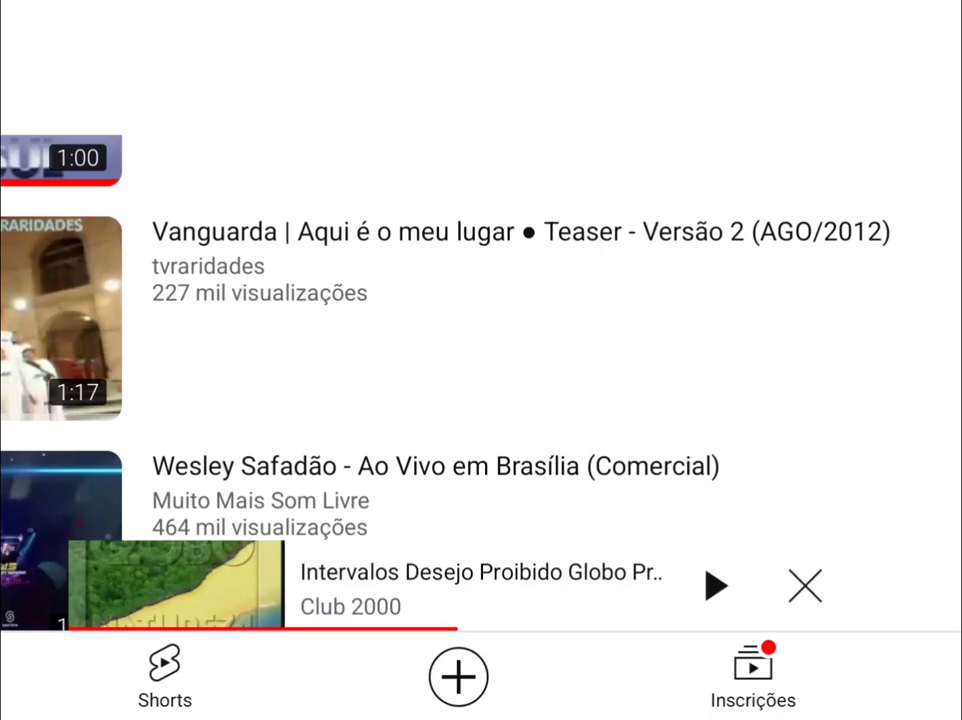 1:00
RARIDADES
Vanguarda | Aqui é o meu lugar ● Teaser - Versão 2 (AGO/2012)
tvraridades
227 mil visualizações
1:17
Wesley Safadão - Ao Vivo em Brasília (Comercial)
Muito Mais Som Livre
464 mil visualizações
Intervalos Desejo Proibido Globo Pr..
Club 2000
Shorts
Inscrições